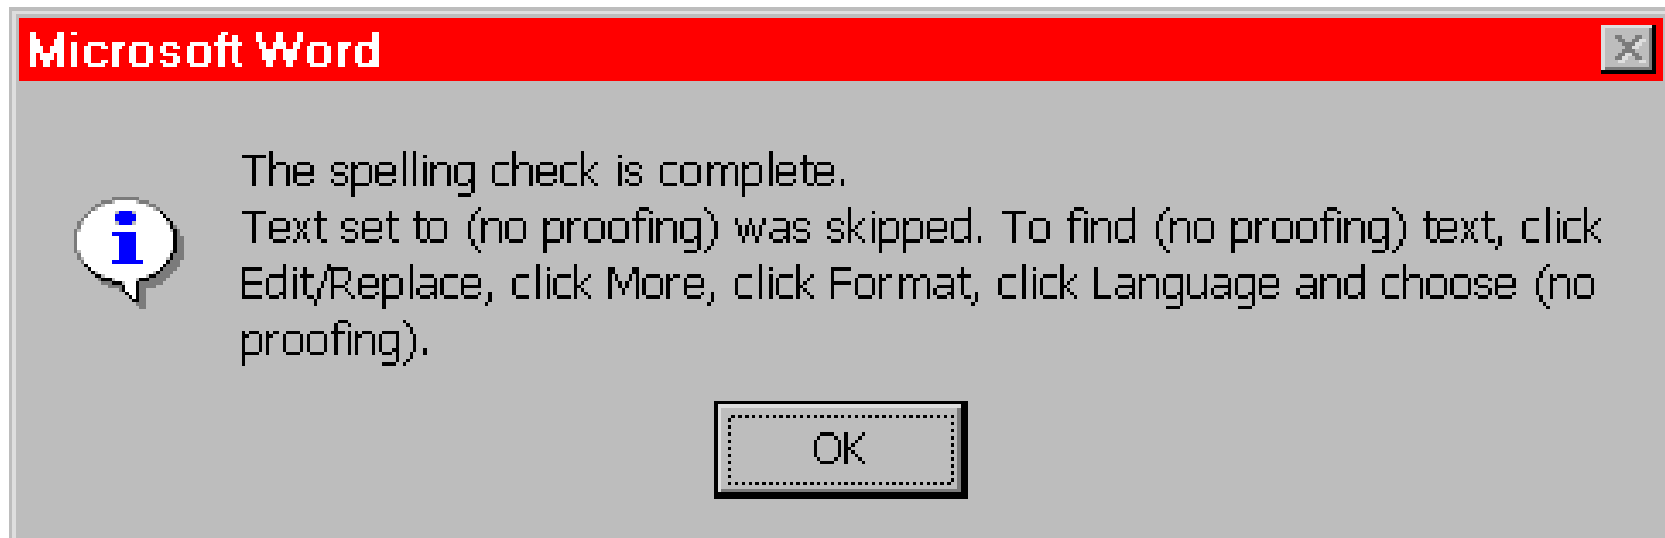 Microsoft Word
The spelling check is complete.
Text set to (no proofing) was skipped. To find (no proofing) text, click
Edit/Replace, click More, click Format, click Language and choose (no
proofing).
OK